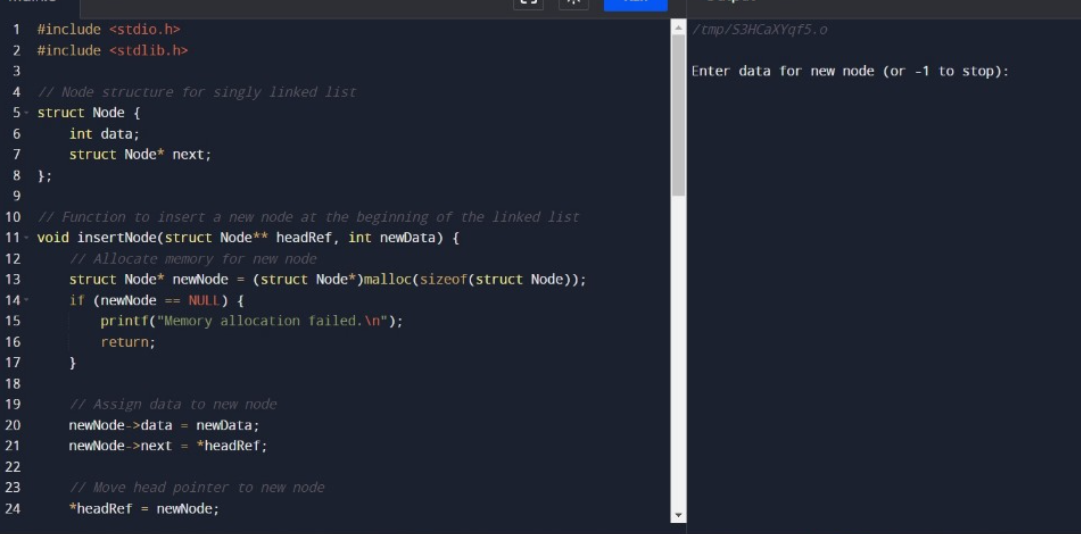 1 #include <stdio.h>
2 #include <stdlib.h>
3
4 // Node structure for singly linked list
5 struct Node {
6 int data;
7 struct Node* next;
8 };
9
10 // Function to insert a new node at the beginning of the linked list
11 void insertNode(struct Node** headRef, int newData) {
12 // Allocate memory for new node
13 struct Node* newNode = (struct Node*)malloc(sizeof(struct Node));
14 if (newNode == NULL) {
15 printf("Memory allocation failed.\n");
16 return;
17 }
18
19 // Assign data to new node
20 newNode->data = newData;
21 newNode->next = *headRef;
22
23 // Move head pointer to new node
24 *headRef = newNode;
/tmp/S3HCaXYqf5.o
Enter data for new node (or -1 to stop):